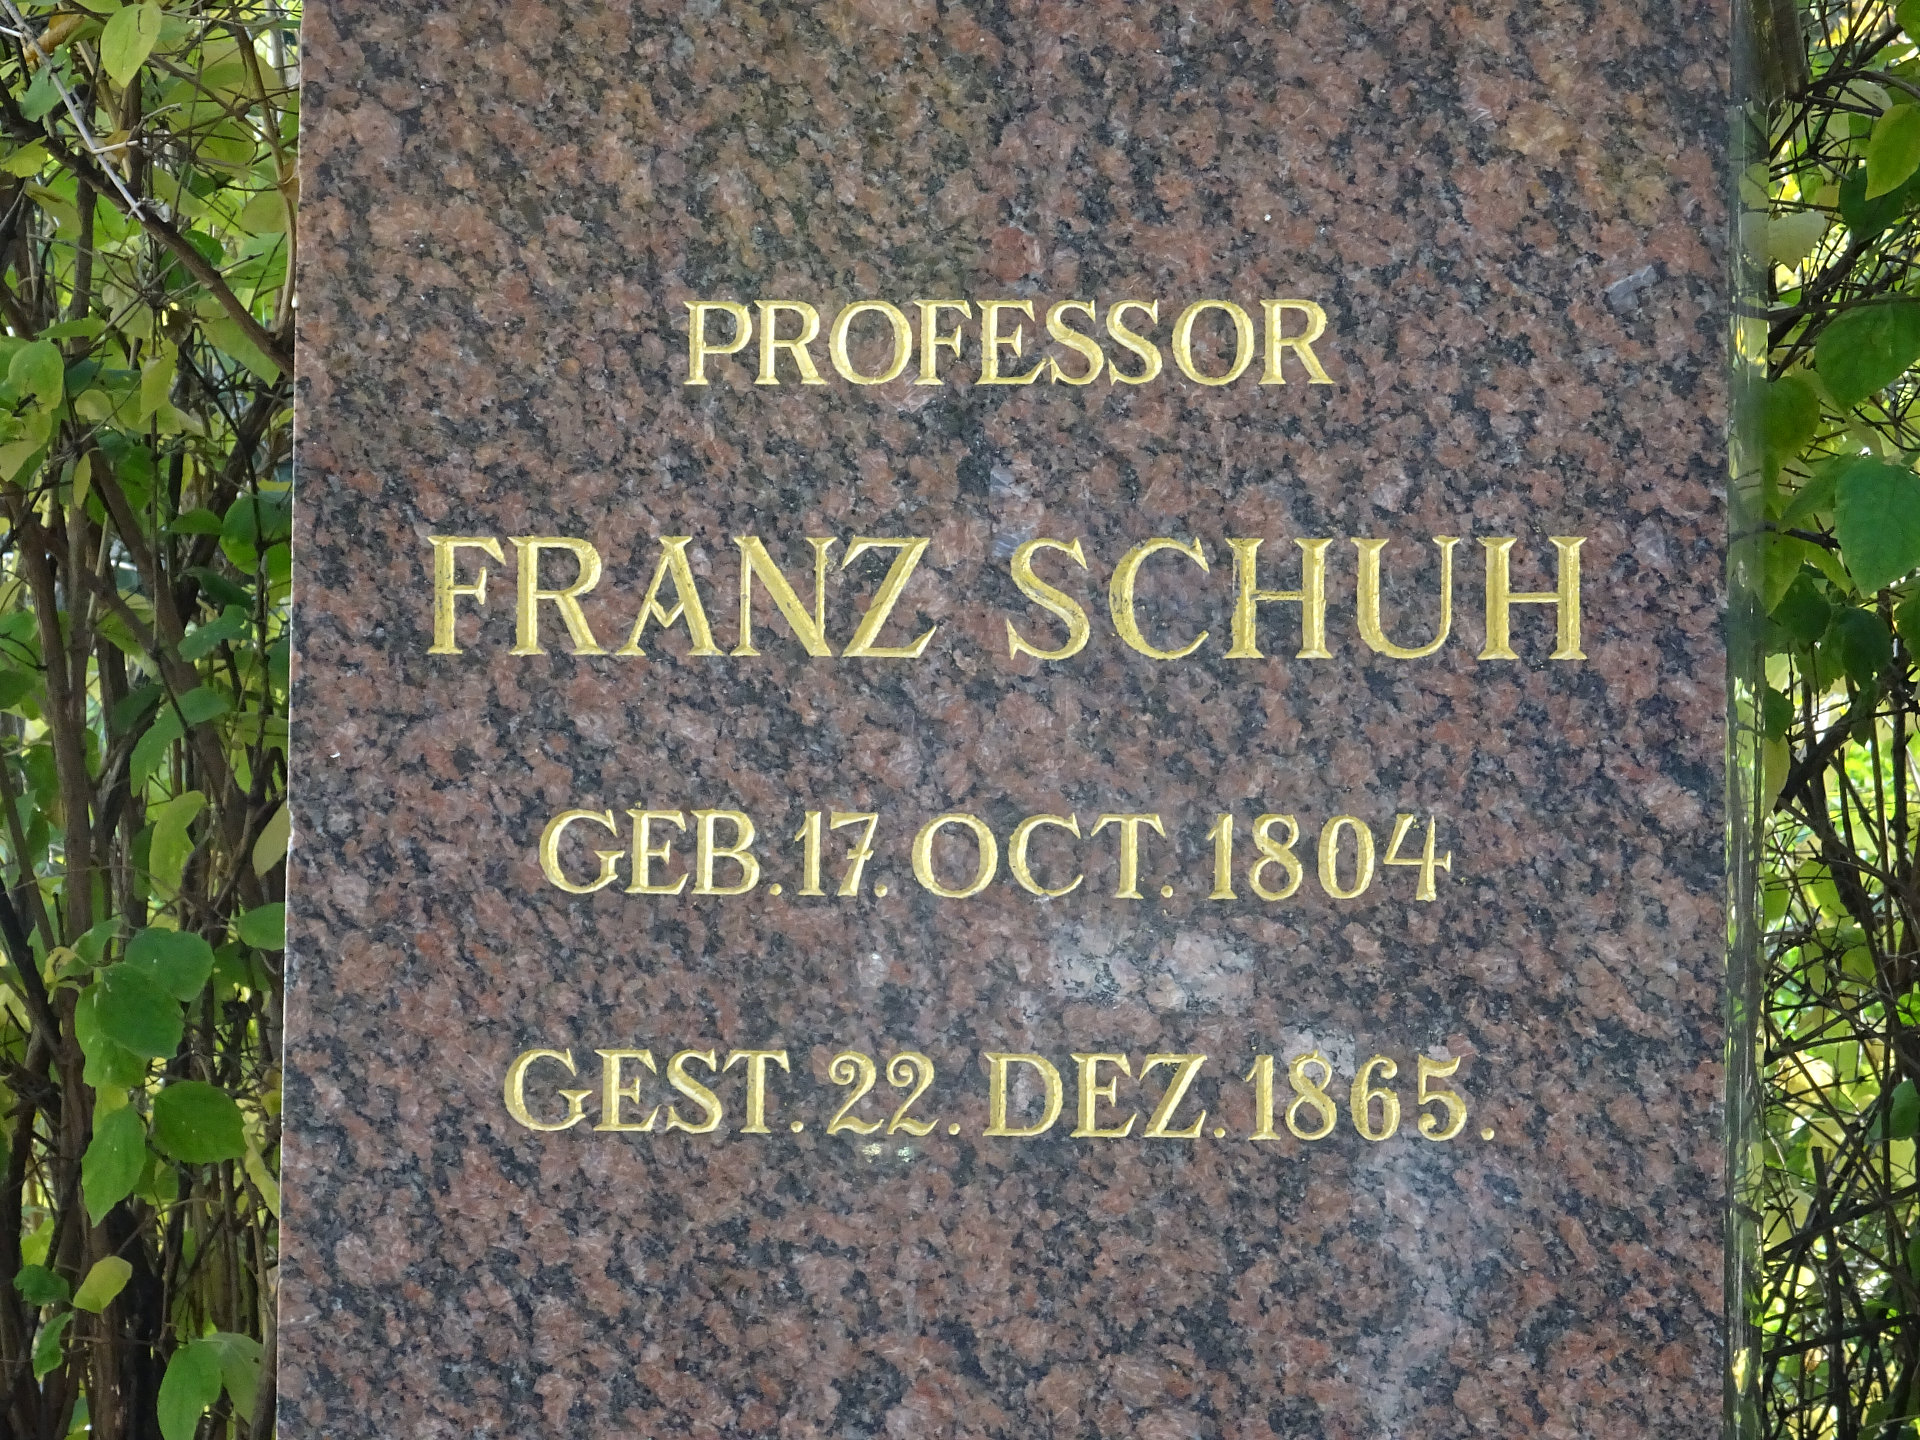 PROFESSOR
FRANZ SCHUH
GEB. 17. OCT. 1804
GEST. 22. DEZ. 1865.